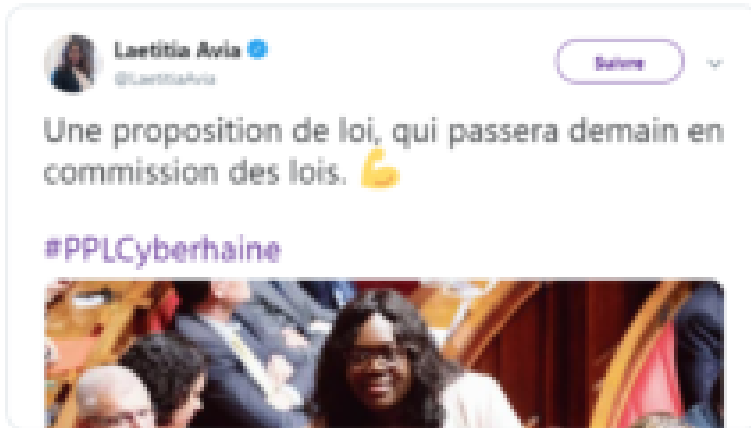 Laetitia Avia
@LaetitiaAvia
Suivre
Une proposition de loi, qui passera demain en
commission des lois. 💪
#PPLCyberhaine